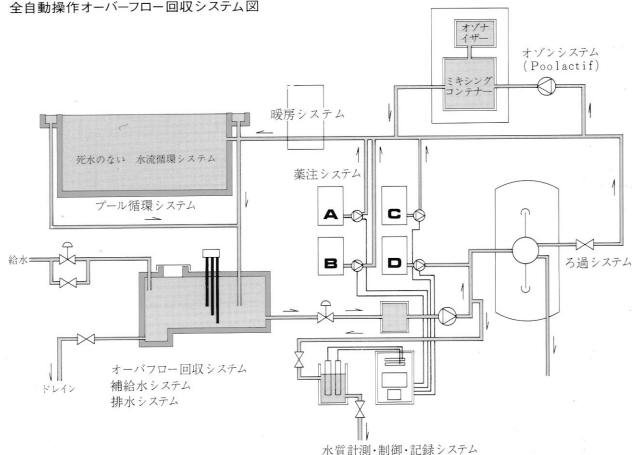 全自動操作オーバーフロー回収システム図
オゾナ
イザー
ミキシング
コンテナー
オゾンシステム
(Poolactif)
暖房システム
死水のない 水流循環システム
薬注システム
プール循環システム
A
C
B
D
給水
ろ過システム
ドレイン
オーバフロー回収システム
補給水システム
排水システム
水質計測・制御・記録システム